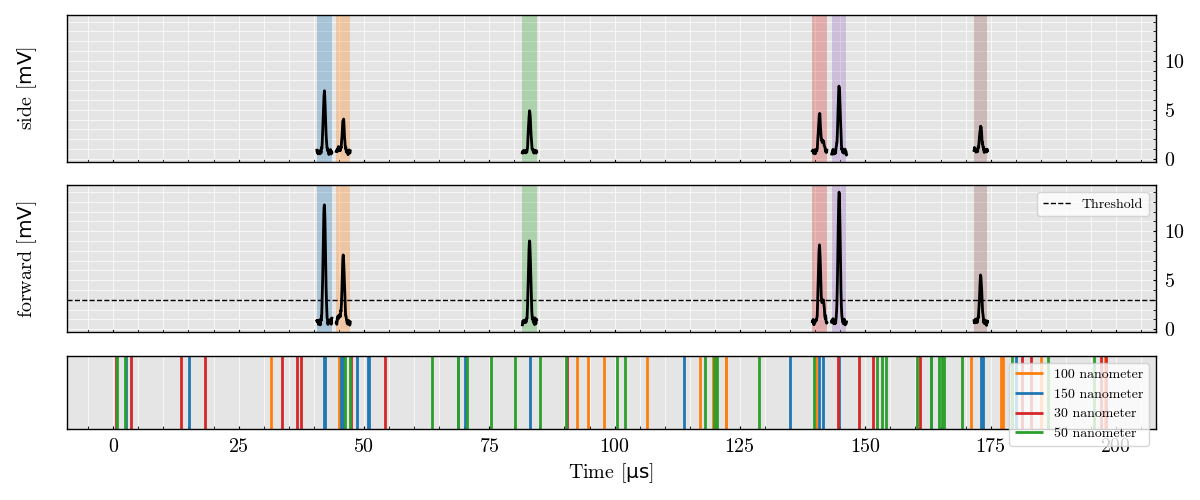 side [mV]
10
5
0
forward [mV]
Threshold
10
5
0
100 nanometer
150 nanometer
30 nanometer
50 nanometer
0 25 50 75 100 125 150 175 200
Time [µs]